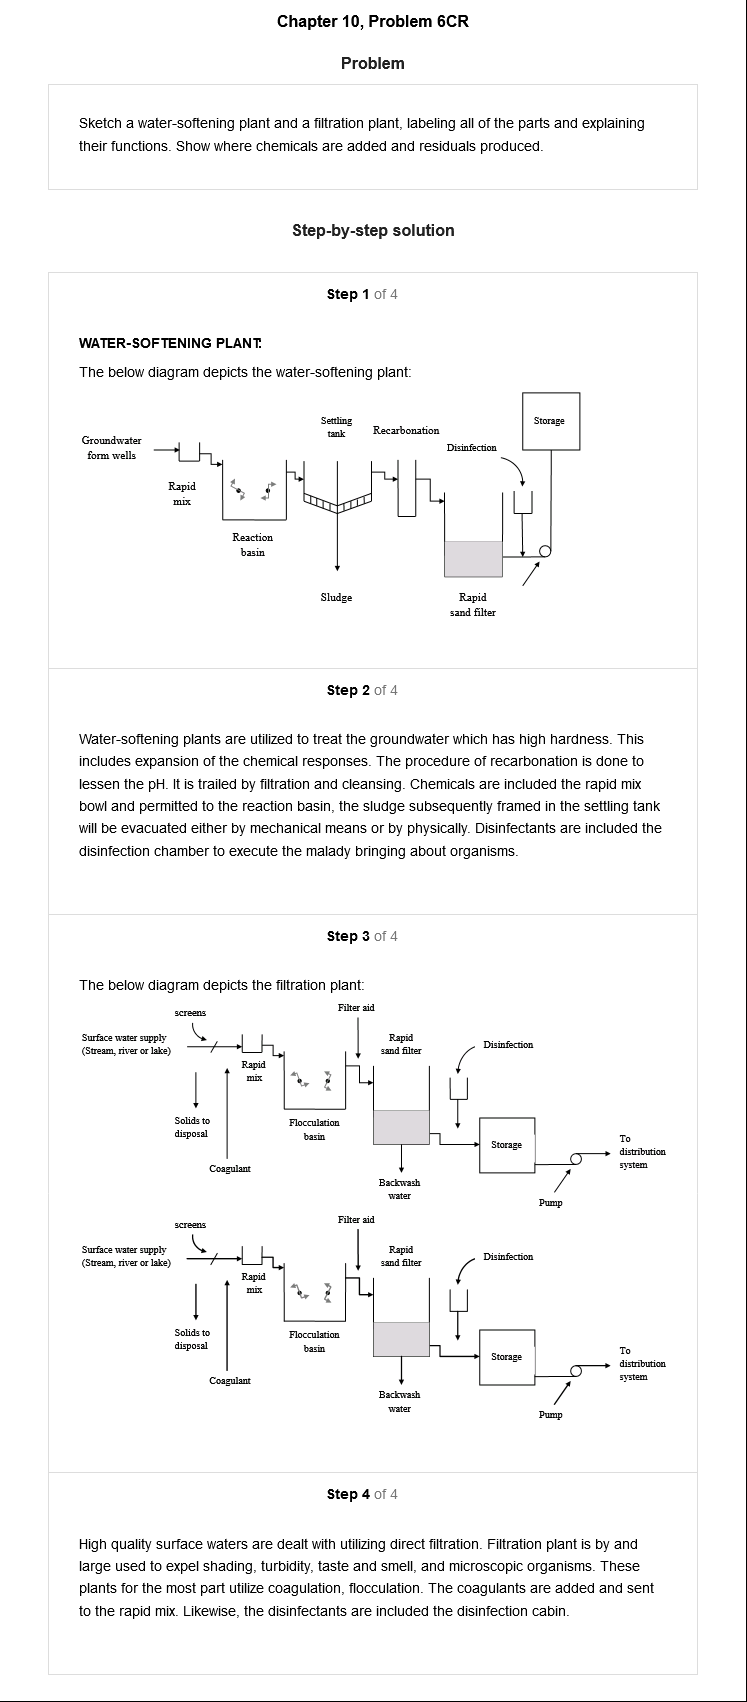 Chapter 10, Problem 6CR
Problem
Sketch a water-softening plant and a filtration plant, labeling all of the parts and explaining
their functions. Show where chemicals are added and residuals produced.
Step-by-step solution
Step 1 of 4
WATER-SOFTENING PLANT:
The below diagram depicts the water-softening plant:
Groundwater
form wells
Rapid
mix
Reaction
basin
Settling
tank
Sludge
Recarbonation
Disinfection
Storage
Rapid
sand filter
Step 2 of 4
Water-softening plants are utilized to treat the groundwater which has high hardness. This
includes expansion of the chemical responses. The procedure of recarbonation is done to
lessen the pH. It is trailed by filtration and cleansing. Chemicals are included the rapid mix
bowl and permitted to the reaction basin, the sludge subsequently framed in the settling tank
will be evacuated either by mechanical means or by physically. Disinfectants are included the
disinfection chamber to execute the malady bringing about organisms.
Step 3 of 4
The below diagram depicts the filtration plant:
screens
Surface water supply
(Stream, river or lake)
Solids to
disposal
Coagulant
Rapid
mix
Flocculation
basin
Filter aid
Rapid
sand filter
Backwash
water
Disinfection
Storage
Pump
To
distribution
system
screens
Surface water supply
(Stream, river or lake)
Solids to
disposal
Coagulant
Rapid
mix
Flocculation
basin
Filter aid
Rapid
sand filter
Backwash
water
Disinfection
Storage
Pump
To
distribution
system
Step 4 of 4
High quality surface waters are dealt with utilizing direct filtration. Filtration plant is by and
large used to expel shading, turbidity, taste and smell, and microscopic organisms. These
plants for the most part utilize coagulation, flocculation. The coagulants are added and sent
to the rapid mix. Likewise, the disinfectants are included the disinfection cabin.